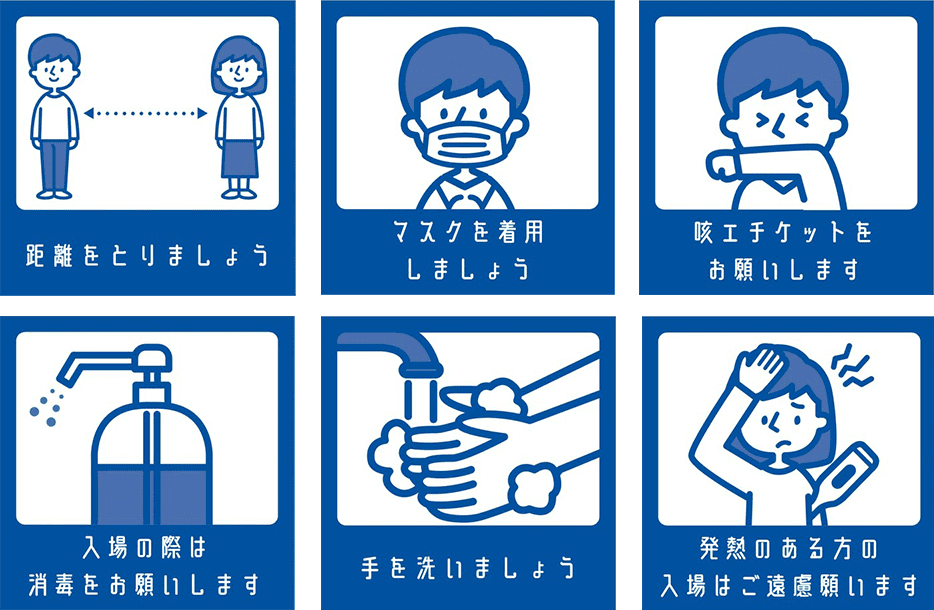 距離をとりましょう
マスクを着用
しましょう
咳エチケットを
お願いします
入場の際は
消毒をお願いします
手を洗いましょう
発熱のある方の
入場はご遠慮願います